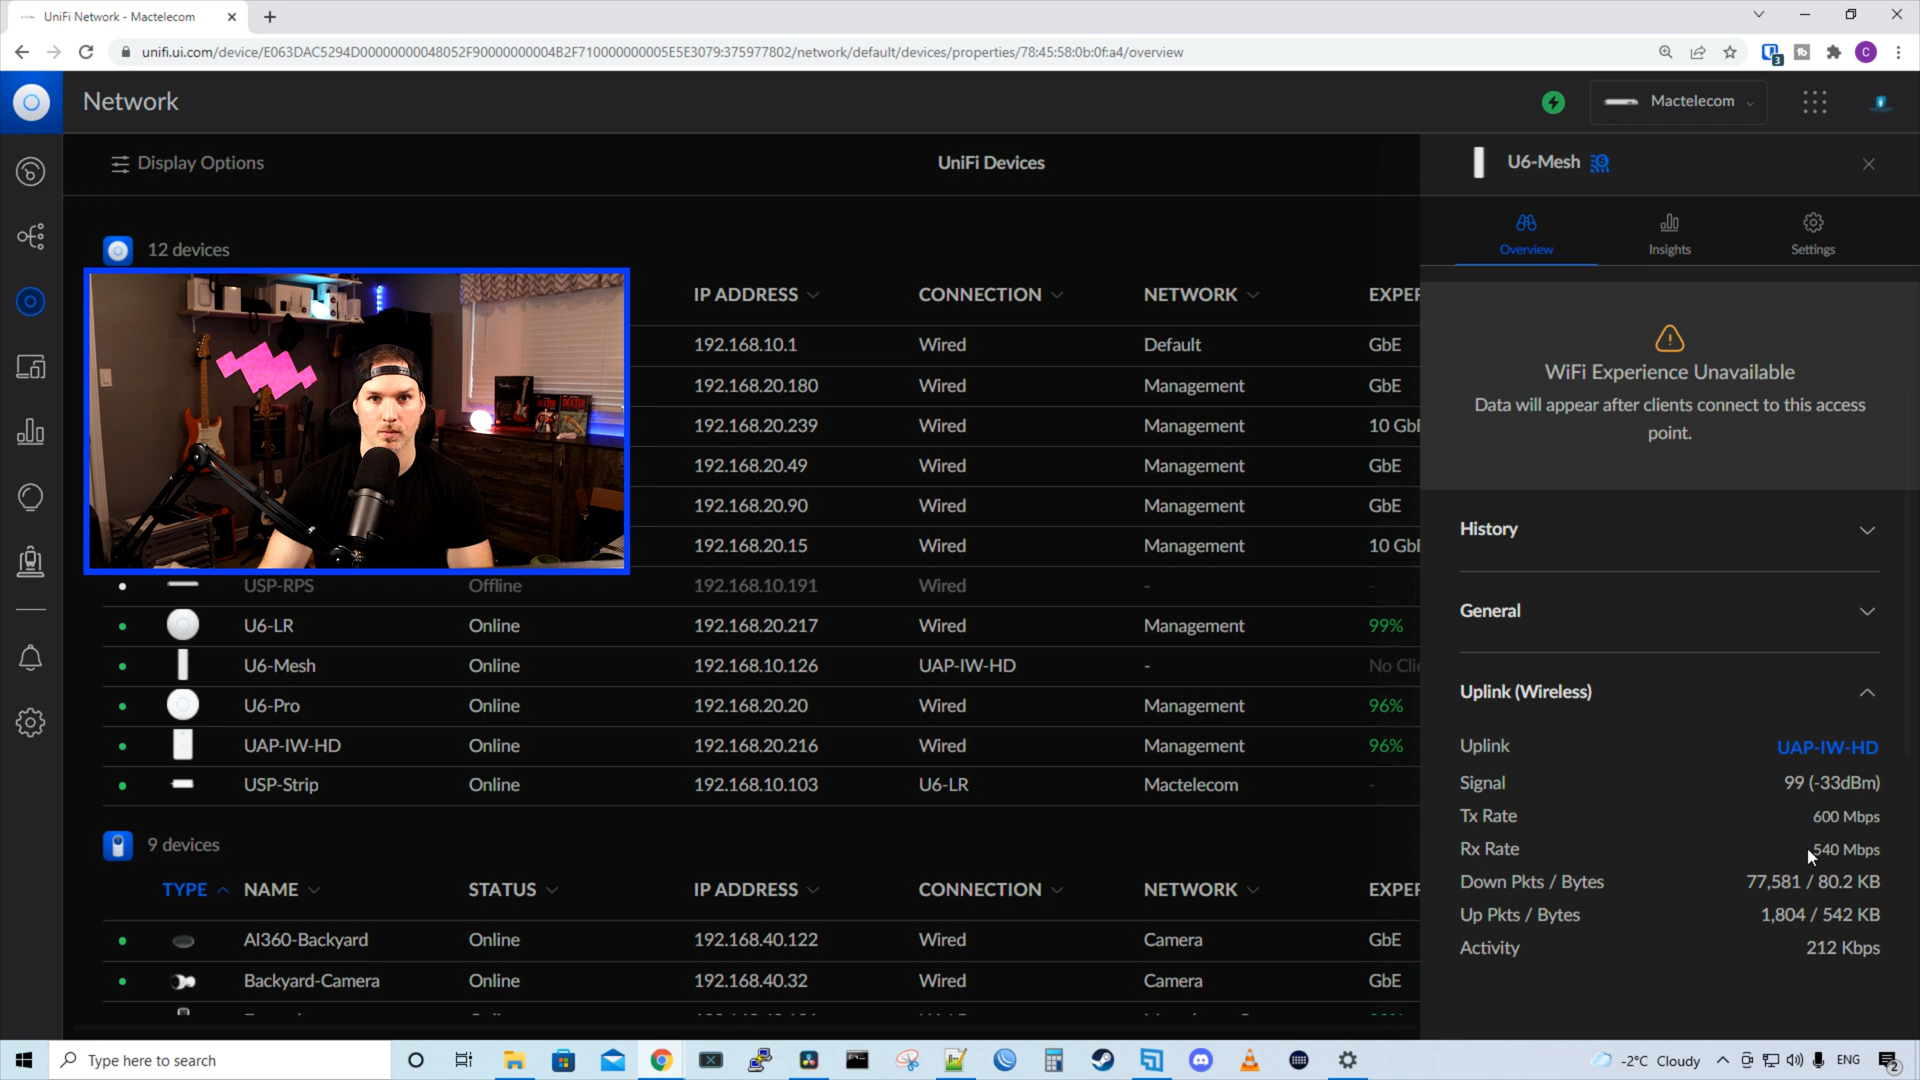 UniFi Network - Mactelecom
unifi.ui.com/device/E063DAC5294D00000000048052F90000000004B2F710000000005E5E3079:375977802/network/default/devices/properties/78:45:58:0b:0f:a4/overview
3
C
Network
Mactelecom
Display Options
UniFi Devices
U6-Mesh
Overview
Insights
Settings
12 devices
IP ADDRESS CONNECTION NETWORK EXPER
192.168.10.1 Wired Default GbE
192.168.20.180 Wired Management GbE
192.168.20.239 Wired Management 10 GbE
192.168.20.49 Wired Management GbE
192.168.20.90 Wired Management GbE
192.168.20.15 Wired Management 10 GbE
USP-RPS Offline 192.168.10.191 Wired - -
U6-LR Online 192.168.20.217 Wired Management 99%
U6-Mesh Online 192.168.10.126 UAP-IW-HD - No Clie
U6-Pro Online 192.168.20.20 Wired Management 96%
UAP-IW-HD Online 192.168.20.216 Wired Management 96%
USP-Strip Online 192.168.10.103 U6-LR Mactelecom -
9 devices
TYPE NAME STATUS IP ADDRESS CONNECTION NETWORK EXPER
AI360-Backyard Online 192.168.40.122 Wired Camera GbE
Backyard-Camera Online 192.168.40.32 Wired Camera GbE
WiFi Experience Unavailable
Data will appear after clients connect to this access
point.
History
General
Uplink (Wireless)
Uplink UAP-IW-HD
Signal 99 (-33dBm)
Tx Rate 600 Mbps
Rx Rate 540 Mbps
Down Pkts / Bytes 77,581 / 80.2 KB
Up Pkts / Bytes 1,804 / 542 KB
Activity 212 Kbps
Type here to search
-2°C Cloudy
ENG
2